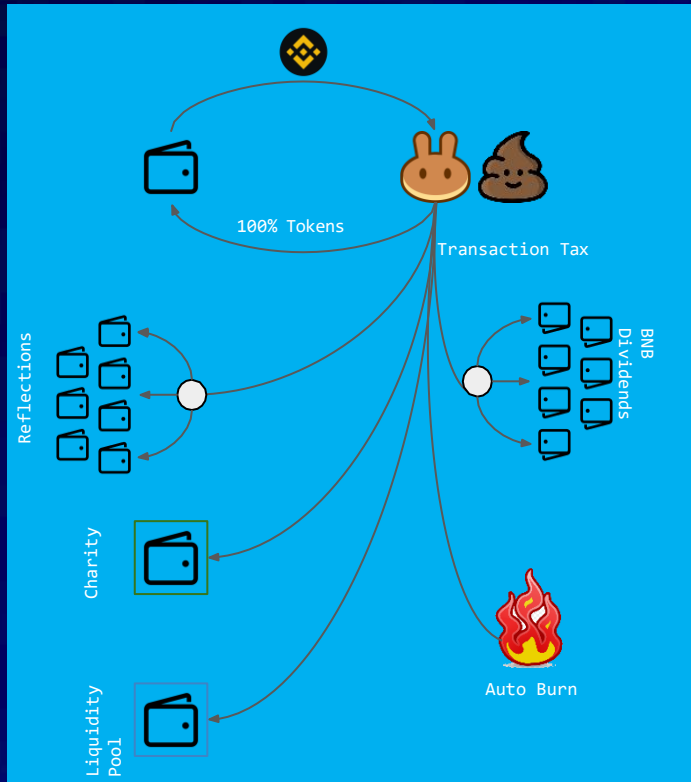 100% Tokens
Transaction Tax
Reflections
BNB
Dividends
Charity
Auto Burn
Liquidity
Pool